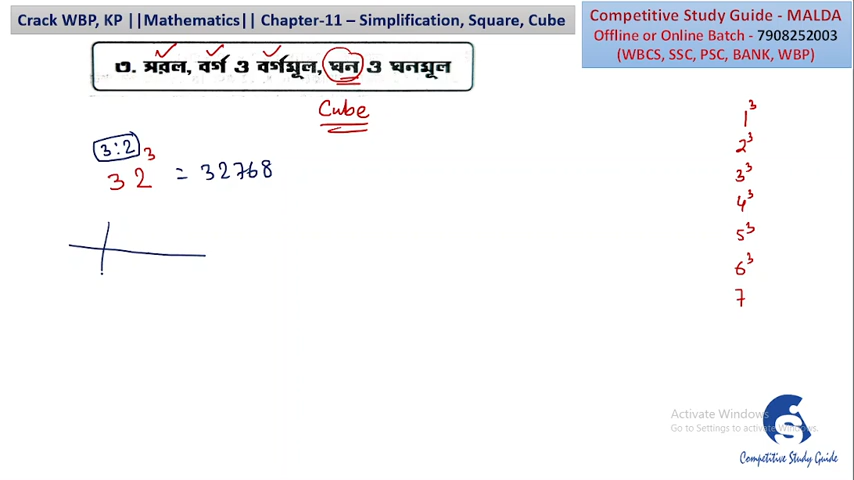 Crack WBP, KP ||Mathematics|| Chapter-11 – Simplification, Square, Cube
Competitive Study Guide - MALDA
Offline or Online Batch - 7908252003
(WBCS, SSC, PSC, BANK, WBP)
৩. সরল, বর্গ ও বর্গমূল, ঘন ও ঘনমূল
Cube
3:2
32³ = 32768
1³
2³
3³
4³
5³
6³
7
Activate Windows
Go to Settings to activate Windows.
Competitive Study Guide